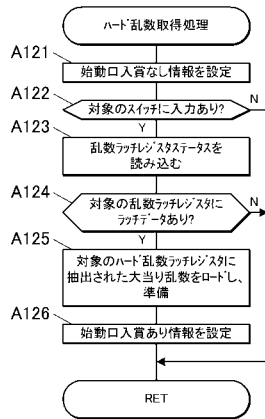 ハード乱数取得処理
A121
始動口入賞なし情報を設定
A122
対象のスイッチに入力あり?
N
Y
A123
乱数ラッチレジスタステータスを
読み込む
A124
対象の乱数ラッチレジスタに
ラッチデータあり?
N
Y
A125
対象のハード乱数ラッチレジスタに
抽出された大当り乱数をロードし、
準備
A126
始動口入賞あり情報を設定
RET